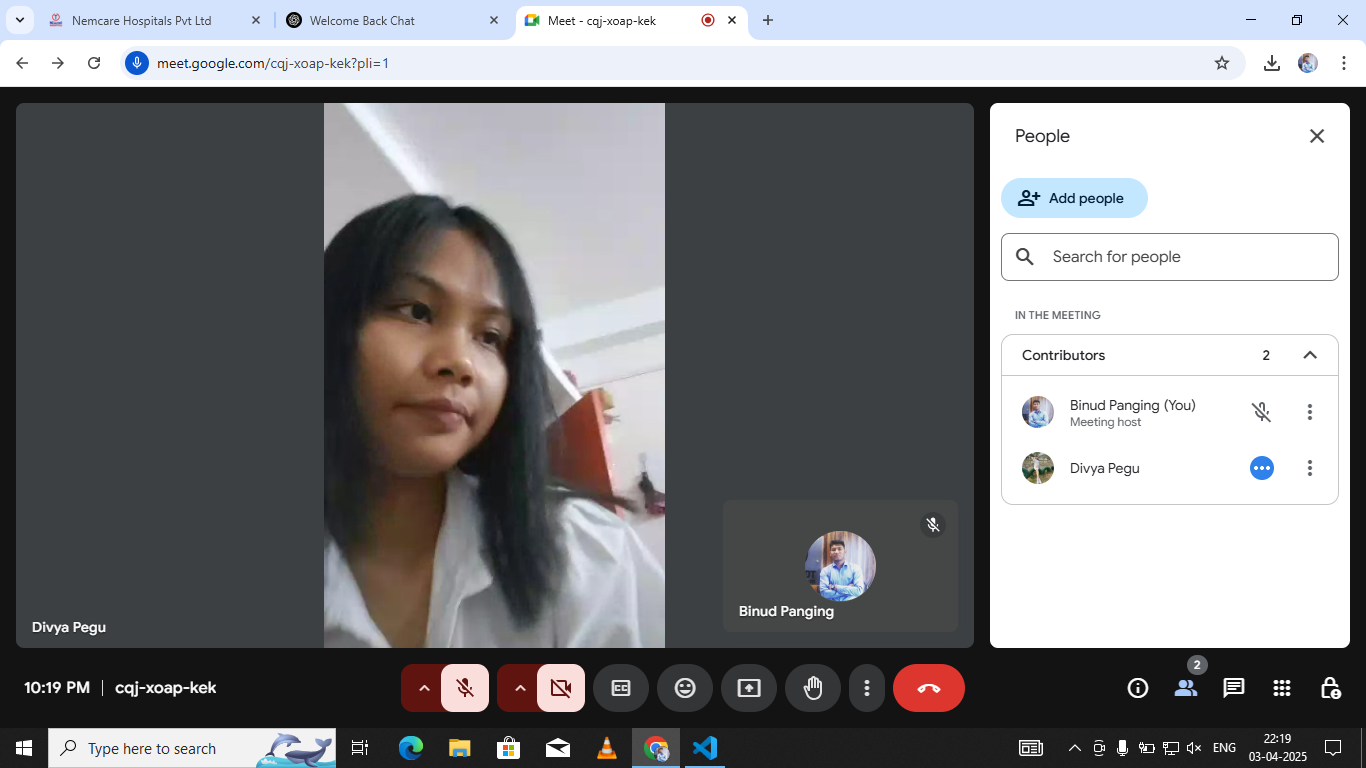 Nemcare Hospitals Pvt Ltd
Welcome Back Chat
Meet - cqj-xoap-kek
meet.google.com/cqj-xoap-kek?pli=1
People
Add people
Search for people
IN THE MEETING
Contributors 2
Binud Panging (You)
Meeting host
Divya Pegu
Divya Pegu
Binud Panging
10:19 PM | cqj-xoap-kek
CC
2
Type here to search
ENG
22:19
03-04-2025